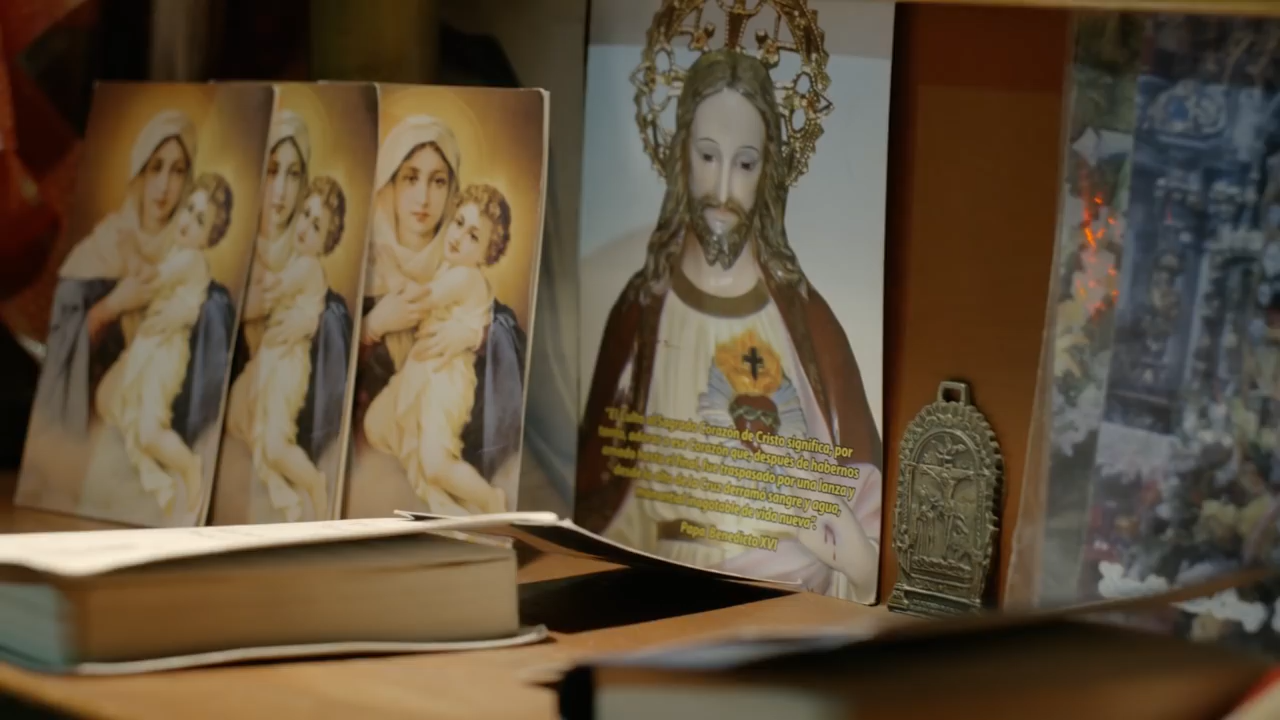 "El culto al Sagrado Corazón de Cristo significa, por
tanto, adorar a ese Corazón que, después de habernos
amado hasta el final, fue traspasado por una lanza y
desde lo alto de la Cruz derramó sangre y agua,
manantial inagotable de vida nueva".
Papa Benedicto XVI